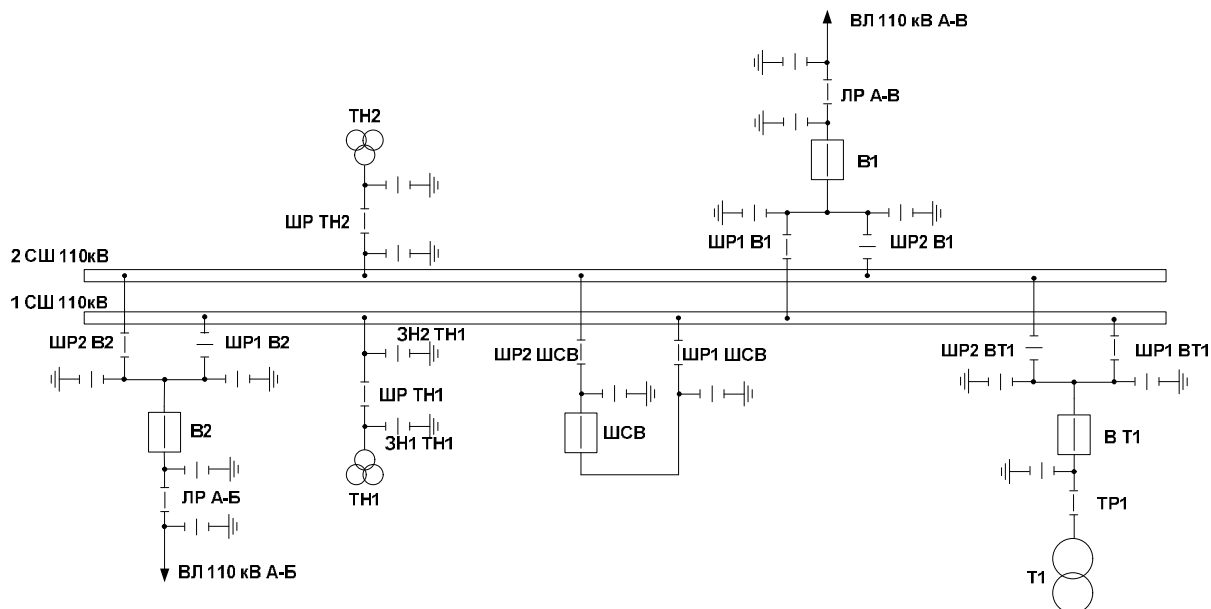 ВЛ 110 кВ А-В
ЛР А-В
ТН2
В1
ШР ТН2
ШР1 В1
ШР2 В1
2 СШ 110кВ
1 СШ 110кВ
ЗН2 ТН1
ШР2 В2
ШР1 В2
ШР2 ШСВ
ШР1 ШСВ
ШР2 ВТ1
ШР1 ВТ1
ШР ТН1
В2
ЗН1 ТН1
ШСВ
В Т1
ТН1
ЛР А-Б
ТР1
ВЛ 110 кВ А-Б
Т1